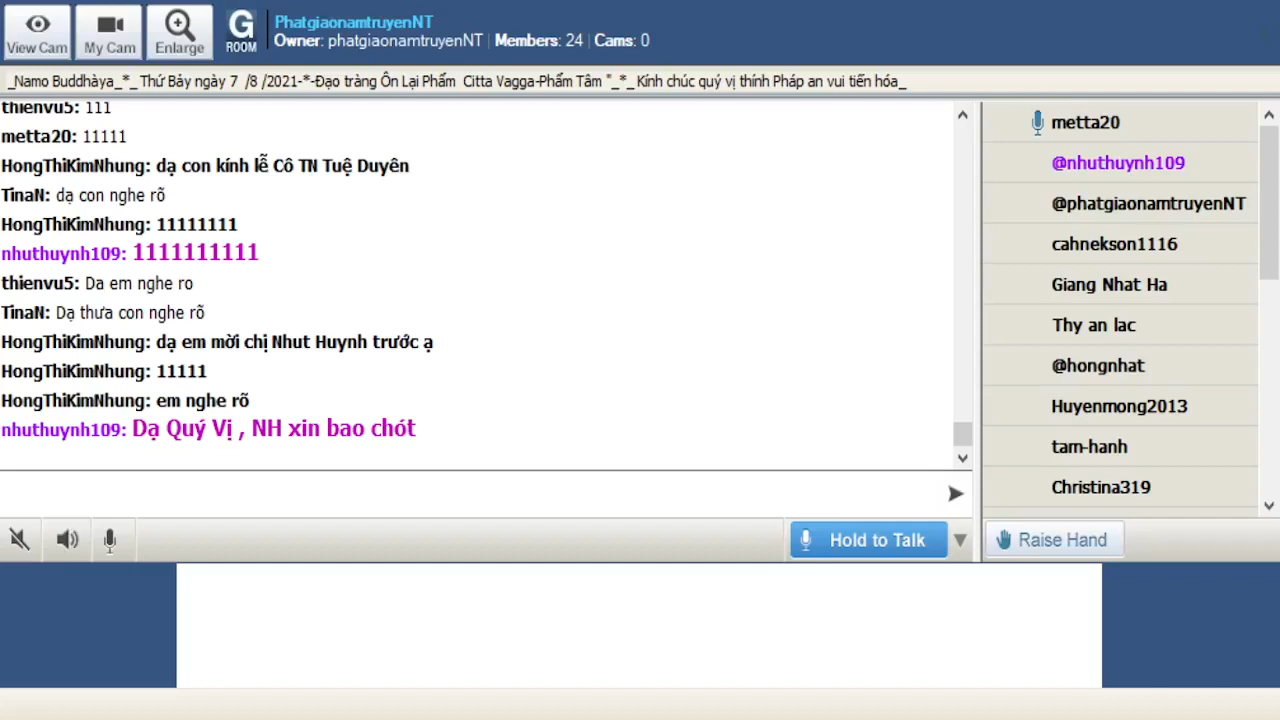 View Cam
My Cam
Enlarge
G
ROOM
PhatgiaonamtruyenNT
Owner: phatgiaonamtruyenNT | Members: 24 | Cams: 0
_Namo Buddhàya_*_ Thứ Bảy ngày 7 /8 /2021-*-Đạo tràng Ôn Lại Phẩm Citta Vagga-Phẩm Tâm "_*_ Kính chúc quý vị thính Pháp an vui tiến hóa_
thienvu5: 111
metta20: 11111
HongThiKimNhung: dạ con kính lễ Cô TN Tuệ Duyên
TinaN: dạ con nghe rõ
HongThiKimNhung: 11111111
nhuthuynh109: 1111111111
thienvu5: Da em nghe ro
TinaN: Dạ thưa con nghe rõ
HongThiKimNhung: dạ em mời chị Nhut Huynh trước ạ
HongThiKimNhung: 11111
HongThiKimNhung: em nghe rõ
nhuthuynh109: Dạ Quý Vị , NH xin bao chót
metta20
@nhuthuynh109
@phatgiaonamtruyenNT
cahnekson1116
Giang Nhat Ha
Thy an lac
@hongnhat
Huyenmong2013
tam-hanh
Christina319
Hold to Talk
Raise Hand